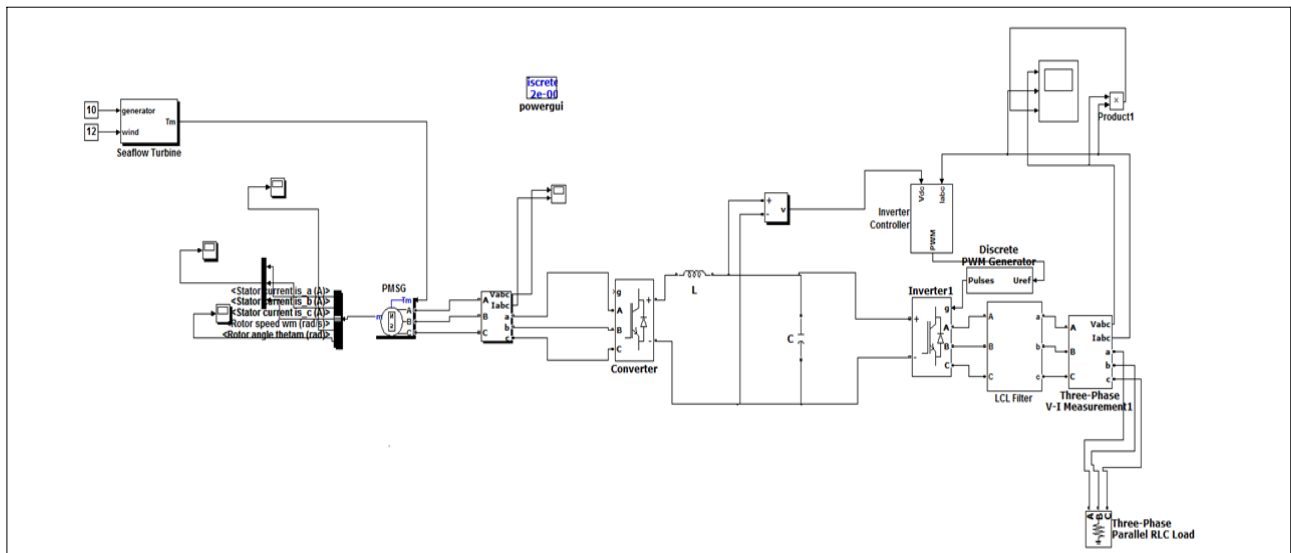 iscrete
2e-00
powergui
10
generator
12
wind
Tm
Seaflow Turbine
x
Product1
+
-
v
Vdc
Iabc
PWM
Inverter
Controller
Discrete
PWM Generator
Pulses
Uref
<Stator current is_a (A)>
<Stator current is_b (A)>
<Stator current is_c (A)>
<Rotor speed wm (rad/s)
<Rotor angle thetam (rad)>
PMSG
m
Tm
A
B
C
Vabc
Iabc
A
a
B
b
C
c
g
A
B
C
+
-
Converter
L
C
Inverter1
g
+
-
A
B
C
A
a
B
b
C
c
LCL Filter
Vabc
Iabc
A
a
B
b
C
c
Three-Phase
V-I Measurement1
A
B
C
Three-Phase
Parallel RLC Load